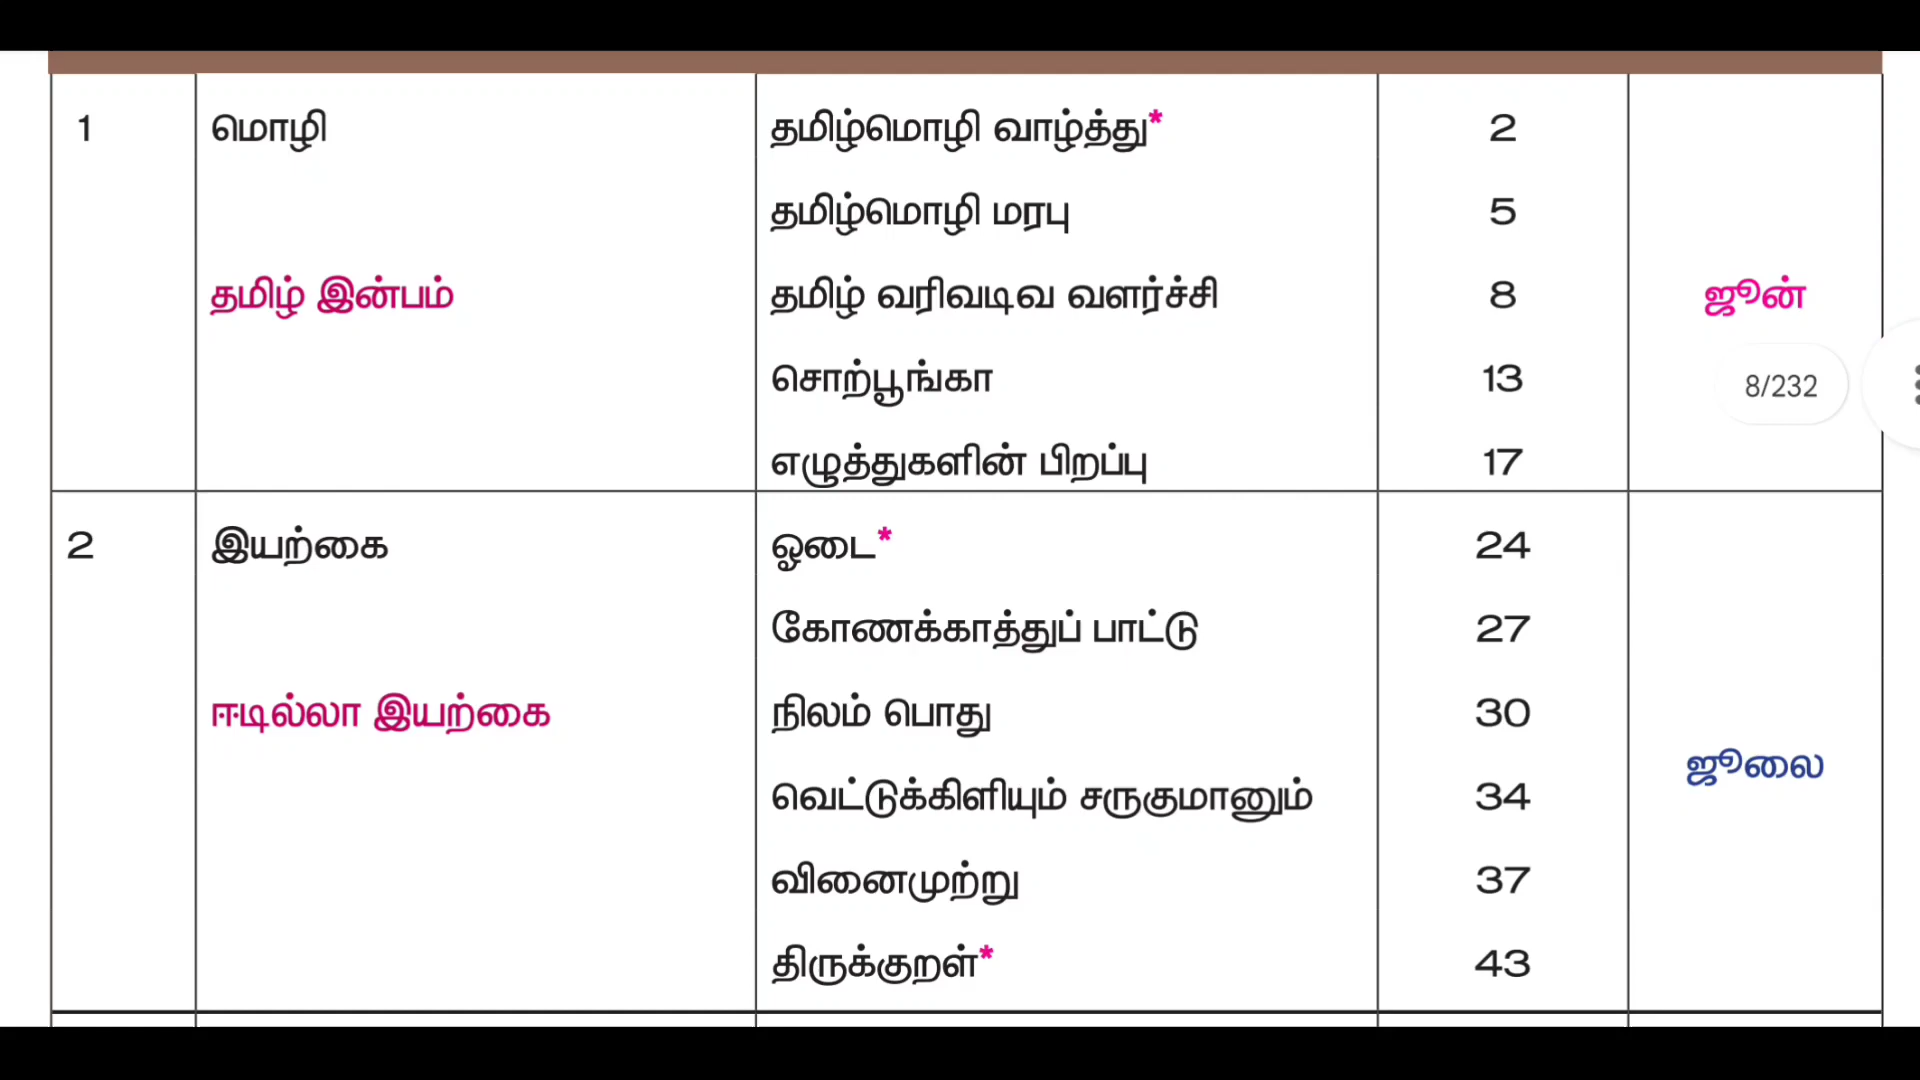 1 மொழி தமிழ்மொழி வாழ்த்து* 2
தமிழ்மொழி மரபு 5
தமிழ் இன்பம் தமிழ் வரிவடிவ வளர்ச்சி 8 ஜூன்
சொற்பூங்கா 13 8/232
எழுத்துகளின் பிறப்பு 17
2 இயற்கை ஓடை* 24
கோணக்காத்துப் பாட்டு 27
ஈடில்லா இயற்கை நிலம் பொது 30
ஜூலை
வெட்டுக்கிளியும் சருகுமானும் 34
வினைமுற்று 37
திருக்குறள்* 43